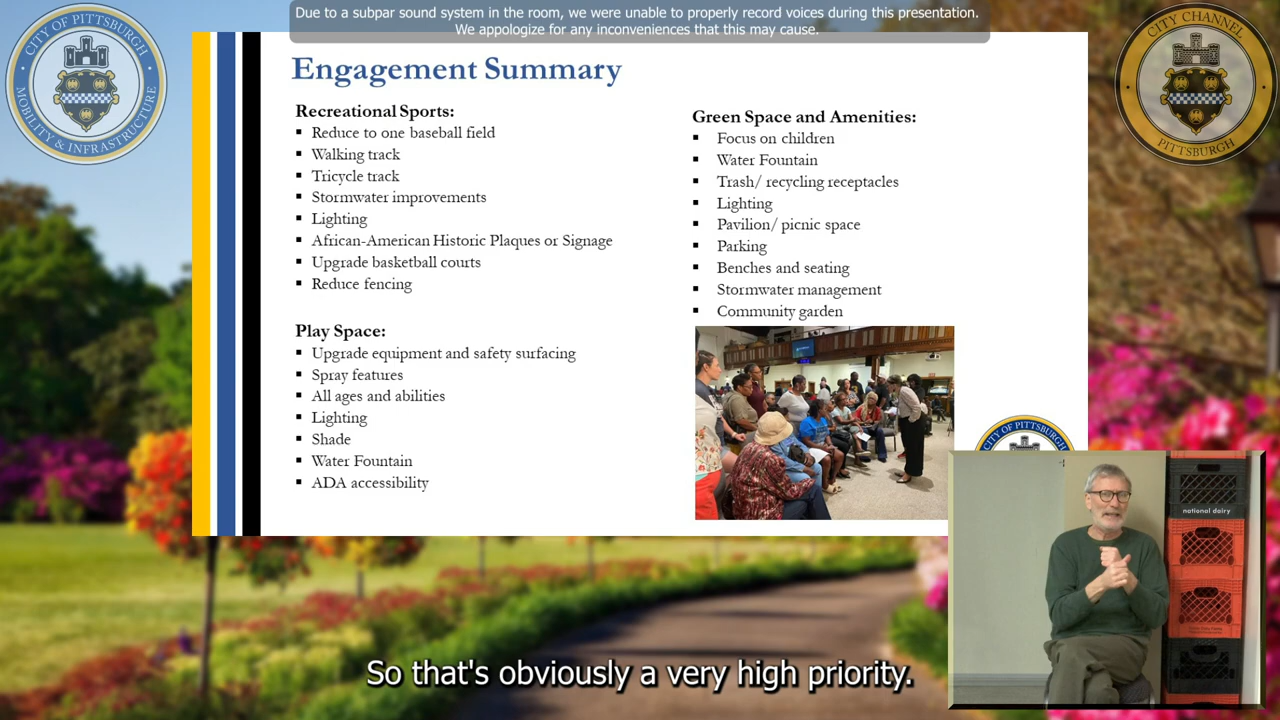 Due to a subpar sound system in the room, we were unable to properly record voices during this presentation.
We appologize for any inconveniences that this may cause.
CITY OF PITTSBURGH
MOBILITY & INFRASTRUCTURE
CITY CHANNEL
PITTSBURGH
Engagement Summary
Recreational Sports:
▪ Reduce to one baseball field
▪ Walking track
▪ Tricycle track
▪ Stormwater improvements
▪ Lighting
▪ African-American Historic Plaques or Signage
▪ Upgrade basketball courts
▪ Reduce fencing
Play Space:
▪ Upgrade equipment and safety surfacing
▪ Spray features
▪ All ages and abilities
▪ Lighting
▪ Shade
▪ Water Fountain
▪ ADA accessibility
Green Space and Amenities:
▪ Focus on children
▪ Water Fountain
▪ Trash/ recycling receptacles
▪ Lighting
▪ Pavilion/ picnic space
▪ Parking
▪ Benches and seating
▪ Stormwater management
▪ Community garden
CITY OF PITTSBURGH
national dairy
So that's obviously a very high priority.